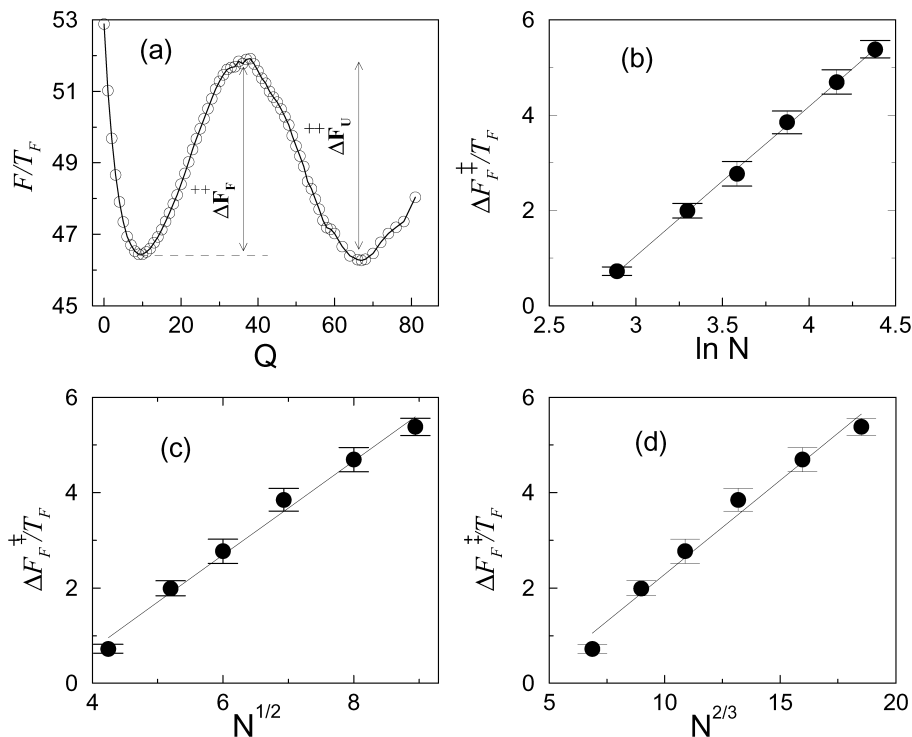 (a)
F/T_F
53
51
49
47
45
0 20 40 60 80
Q
ΔF_F^‡
ΔF_U^‡
(b)
ΔF_F^‡/T_F
6
4
2
0
2.5 3 3.5 4 4.5
ln N
(c)
ΔF_F^‡/T_F
6
4
2
0
4 6 8
N^1/2
(d)
ΔF_F^‡/T_F
6
4
2
0
5 10 15 20
N^2/3